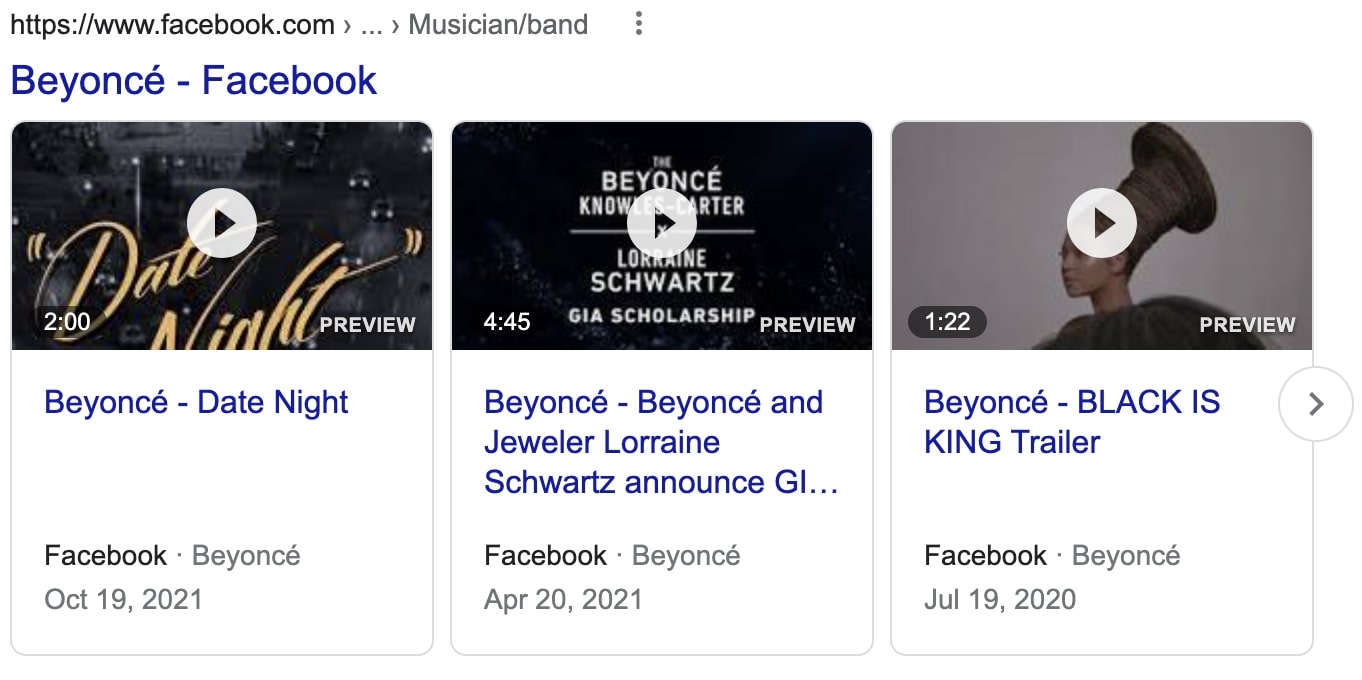 https://www.facebook.com › ... › Musician/band
Beyoncé - Facebook
"Date Night"
2:00
PREVIEW
THE
BEYONCÉ
KNOWLES-CARTER
X
LORRAINE
SCHWARTZ
GIA SCHOLARSHIP
4:45
PREVIEW
1:22
PREVIEW
Beyoncé - Date Night
Facebook · Beyoncé
Oct 19, 2021
Beyoncé - Beyoncé and
Jeweler Lorraine
Schwartz announce GI…
Facebook · Beyoncé
Apr 20, 2021
Beyoncé - BLACK IS
KING Trailer
Facebook · Beyoncé
Jul 19, 2020